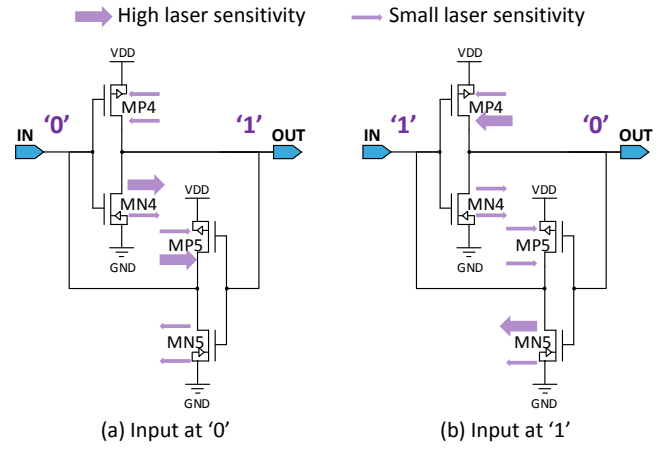 High laser sensitivity
Small laser sensitivity
VDD
MP4
IN
‘0’
‘1’
OUT
MN4
GND
VDD
MP5
MN5
GND
(a) Input at ‘0’
VDD
MP4
IN
‘1’
‘0’
OUT
MN4
GND
VDD
MP5
MN5
GND
(b) Input at ‘1’